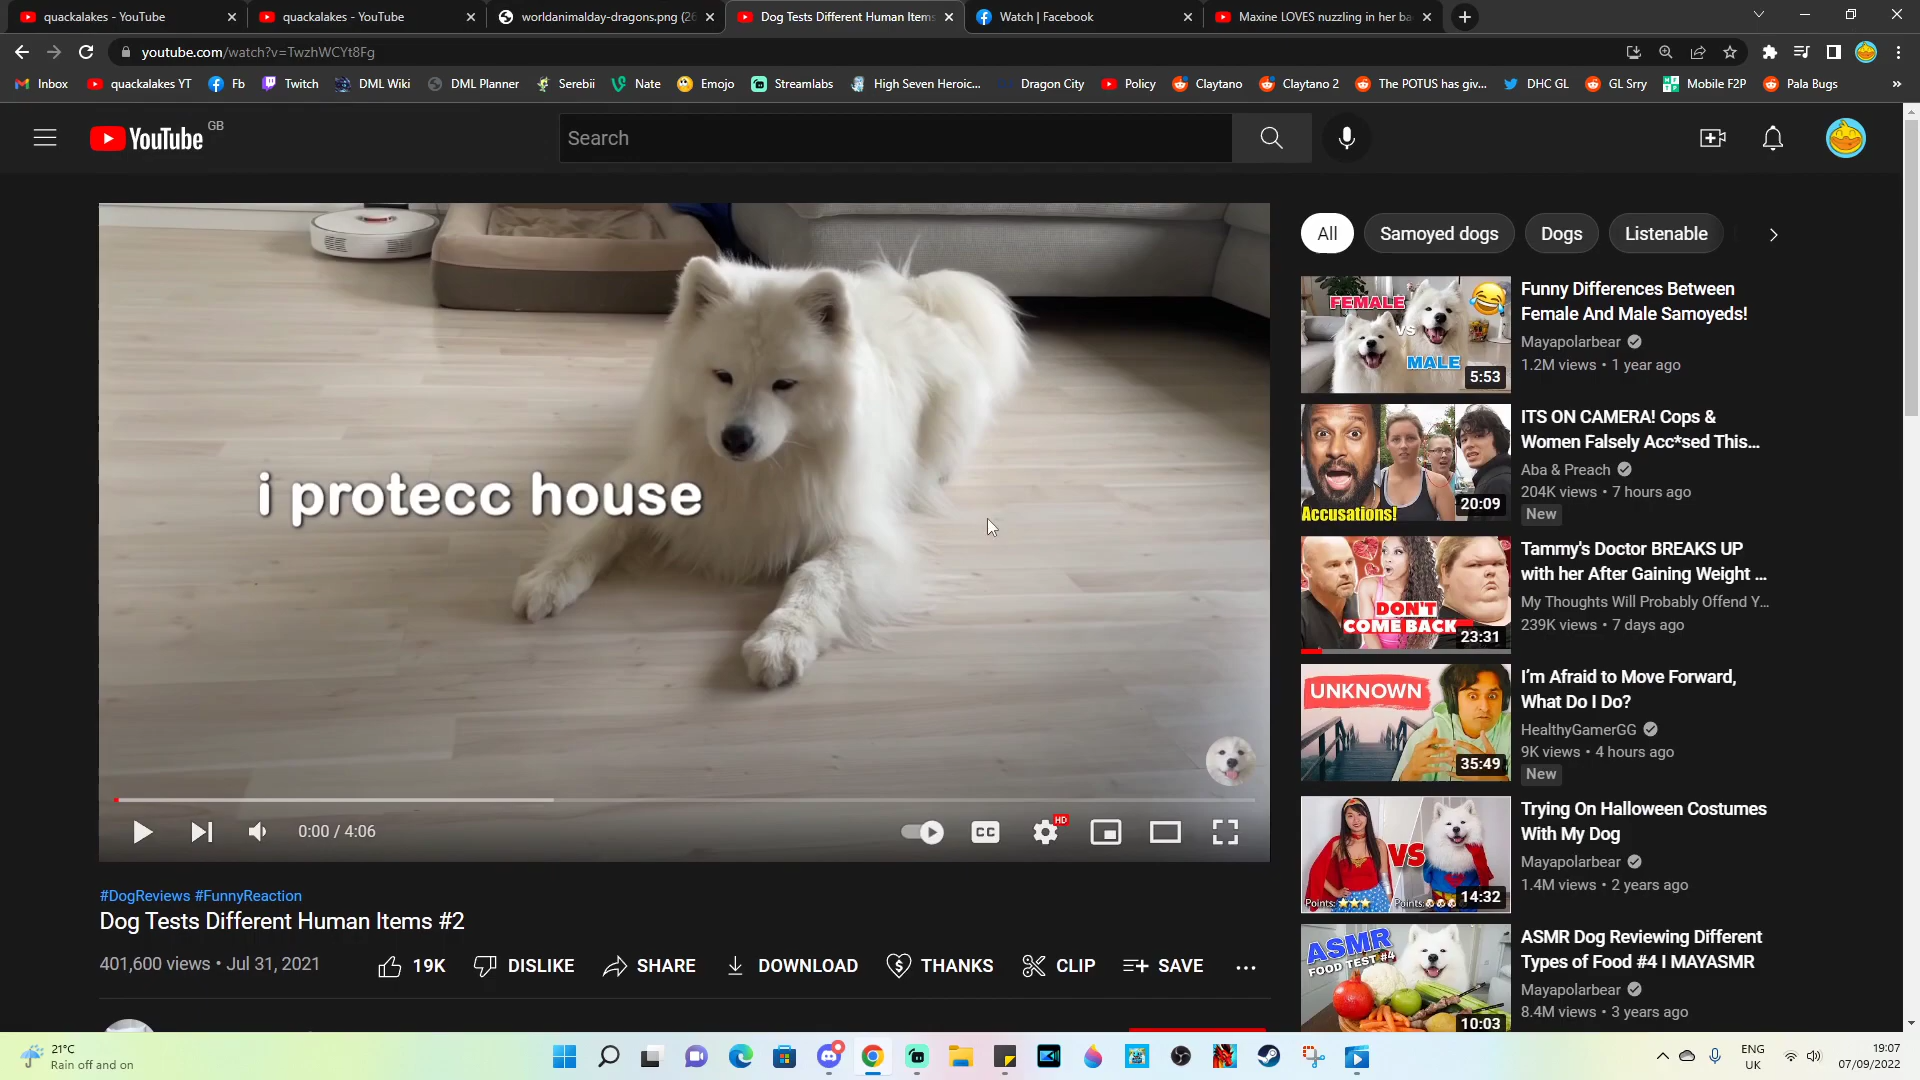 quackalakes - YouTube
quackalakes - YouTube
worldanimalday-dragons.png (26
Dog Tests Different Human Items
Watch | Facebook
Maxine LOVES nuzzling in her ba
youtube.com/watch?v=TwzhWCYt8Fg
Inbox
quackalakes YT
Fb
Twitch
DML Wiki
DML Planner
Serebii
Nate
Emojo
Streamlabs
High Seven Heroic...
Dragon City
Policy
Claytano
Claytano 2
The POTUS has giv...
DHC GL
GL Srry
Mobile F2P
Pala Bugs
YouTube GB
Search
i protecc house
0:00 / 4:06
CC
HD
#DogReviews #FunnyReaction
Dog Tests Different Human Items #2
401,600 views • Jul 31, 2021
19K
DISLIKE
SHARE
DOWNLOAD
THANKS
CLIP
SAVE
All
Samoyed dogs
Dogs
Listenable
FEMALE
VS
MALE
5:53
Funny Differences Between
Female And Male Samoyeds!
Mayapolarbear
1.2M views • 1 year ago
Accusations!
20:09
ITS ON CAMERA! Cops &
Women Falsely Acc*sed This...
Aba & Preach
204K views • 7 hours ago
New
DON'T
COME BACK
23:31
Tammy's Doctor BREAKS UP
with her After Gaining Weight ...
My Thoughts Will Probably Offend Y...
239K views • 7 days ago
UNKNOWN
35:49
I'm Afraid to Move Forward,
What Do I Do?
HealthyGamerGG
9K views • 4 hours ago
New
VS
Points:
Points:
14:32
Trying On Halloween Costumes
With My Dog
Mayapolarbear
1.4M views • 2 years ago
ASMR
FOOD TEST #4
10:03
ASMR Dog Reviewing Different
Types of Food #4 I MAYASMR
Mayapolarbear
8.4M views • 3 years ago
21°C
Rain off and on
ENG
UK
19:07
07/09/2022